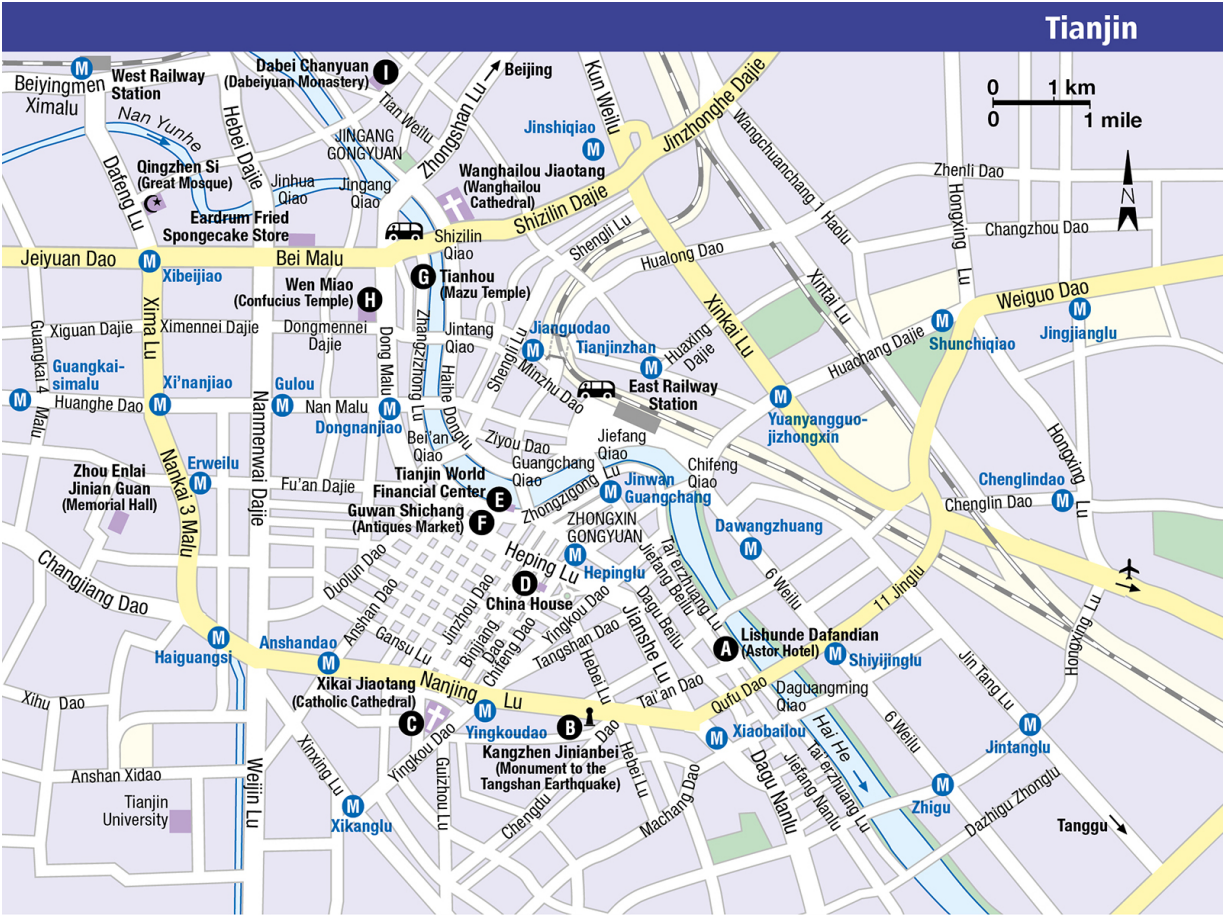 Tianjin
West Railway
Station
Beiyingmen
Ximalu
Dabei Chanyuan
(Dabeiyuan Monastery)
I
Beijing
Kun Weilu
0 1 km
0 1 mile
Nan Yunhe
Hebei Dajie
Tian Weilu
JINGANG
GONGYUAN
Zhongshan Lu
Jinshiqiao
Jinzhonghe Dajie
Wangchuanchang 1 Haolu
Zhenli Dao
N
Dafeng Lu
Qingzhen Si
(Great Mosque)
Jinhua
Qiao
Jingang
Qiao
Wanghailou Jiaotang
(Wanghailou
Cathedral)
Shizilin Dajie
Hongxing
Lu
Changzhou Dao
Eardrum Fried
Spongecake Store
Shizilin
Qiao
Shengli Lu
Hualong Dao
Jeiyuan Dao
Bei Malu
Xibeijiao
G
Tianhou
(Mazu Temple)
Wen Miao
(Confucius Temple)
H
Xintai Lu
Weiguo Dao
Xima Lu
Guangkai 4 Malu
Xiguan Dajie
Ximennei Dajie
Dongmennei
Dajie
Dong Malu
Zhangzizhong Lu
Jintang
Qiao
Haihe Donglu
Shengli Lu
Jianguodao
Tianjinzhan
Huaxing
Dajie
Xinkai Lu
Huachang Dajie
Shunchiqiao
Jingjianglu
Guangkai-
simalu
Xi'nanjiao
Gulou
Minzhu Dao
East Railway
Station
Huanghe Dao
Nanmenwai Dajie
Nan Malu
Dongnanjiao
Yuanyangguo-
jizhongxin
Bei'an
Qiao
Ziyou Dao
Jiefang
Qiao
Hongxing
Lu
Nankai 3 Malu
Erweilu
Zhou Enlai
Jinian Guan
(Memorial Hall)
Fu'an Dajie
Tianjin World
Financial Center
E
Guangchang
Qiao
Zhongzigong Lu
Jinwan
Guangchang
Chifeng
Qiao
Chenglindao
Chenglin Dao
Guwan Shichang
(Antiques Market)
F
ZHONGXIN
GONGYUAN
Dawangzhuang
Changjiang Dao
Duolun Dao
Heping Lu
Hepinglu
Jiefang Beilu
Tai'erzhuang Lu
6 Weilu
11 Jinglu
D
China House
Anshan Dao
Jinzhou Dao
Dagu Beilu
Jianshe Lu
Yingkou Dao
Hongxing Lu
Haiguangsi
Anshandao
Gansu Lu
Binjiang
Dao
Chifeng Dao
Tangshan Dao
A
Lishunde Dafandian
(Astor Hotel)
Shiyijinglu
Jin Tang Lu
Xihu Dao
Xikai Jiaotang
(Catholic Cathedral)
C
Nanjing Lu
Hebei Lu
Tai'an Dao
Qufu Dao
Daguangming
Qiao
Yingkoudao
B
Kangzhen Jinianbei
(Monument to the
Tangshan Earthquake)
Xiaobailou
Hai He
6 Weilu
Jintanglu
Xinxing Lu
Yingkou Dao
Hebei Lu
Anshan Xidao
Weijin Lu
Guizhou Lu
Chengdu Dao
Machang Dao
Dagu Nanlu
Jiefang Nanlu
Tai'erzhuang Lu
Zhigu
Dazhigu Zhonglu
Tianjin
University
Xikanglu
Tanggu